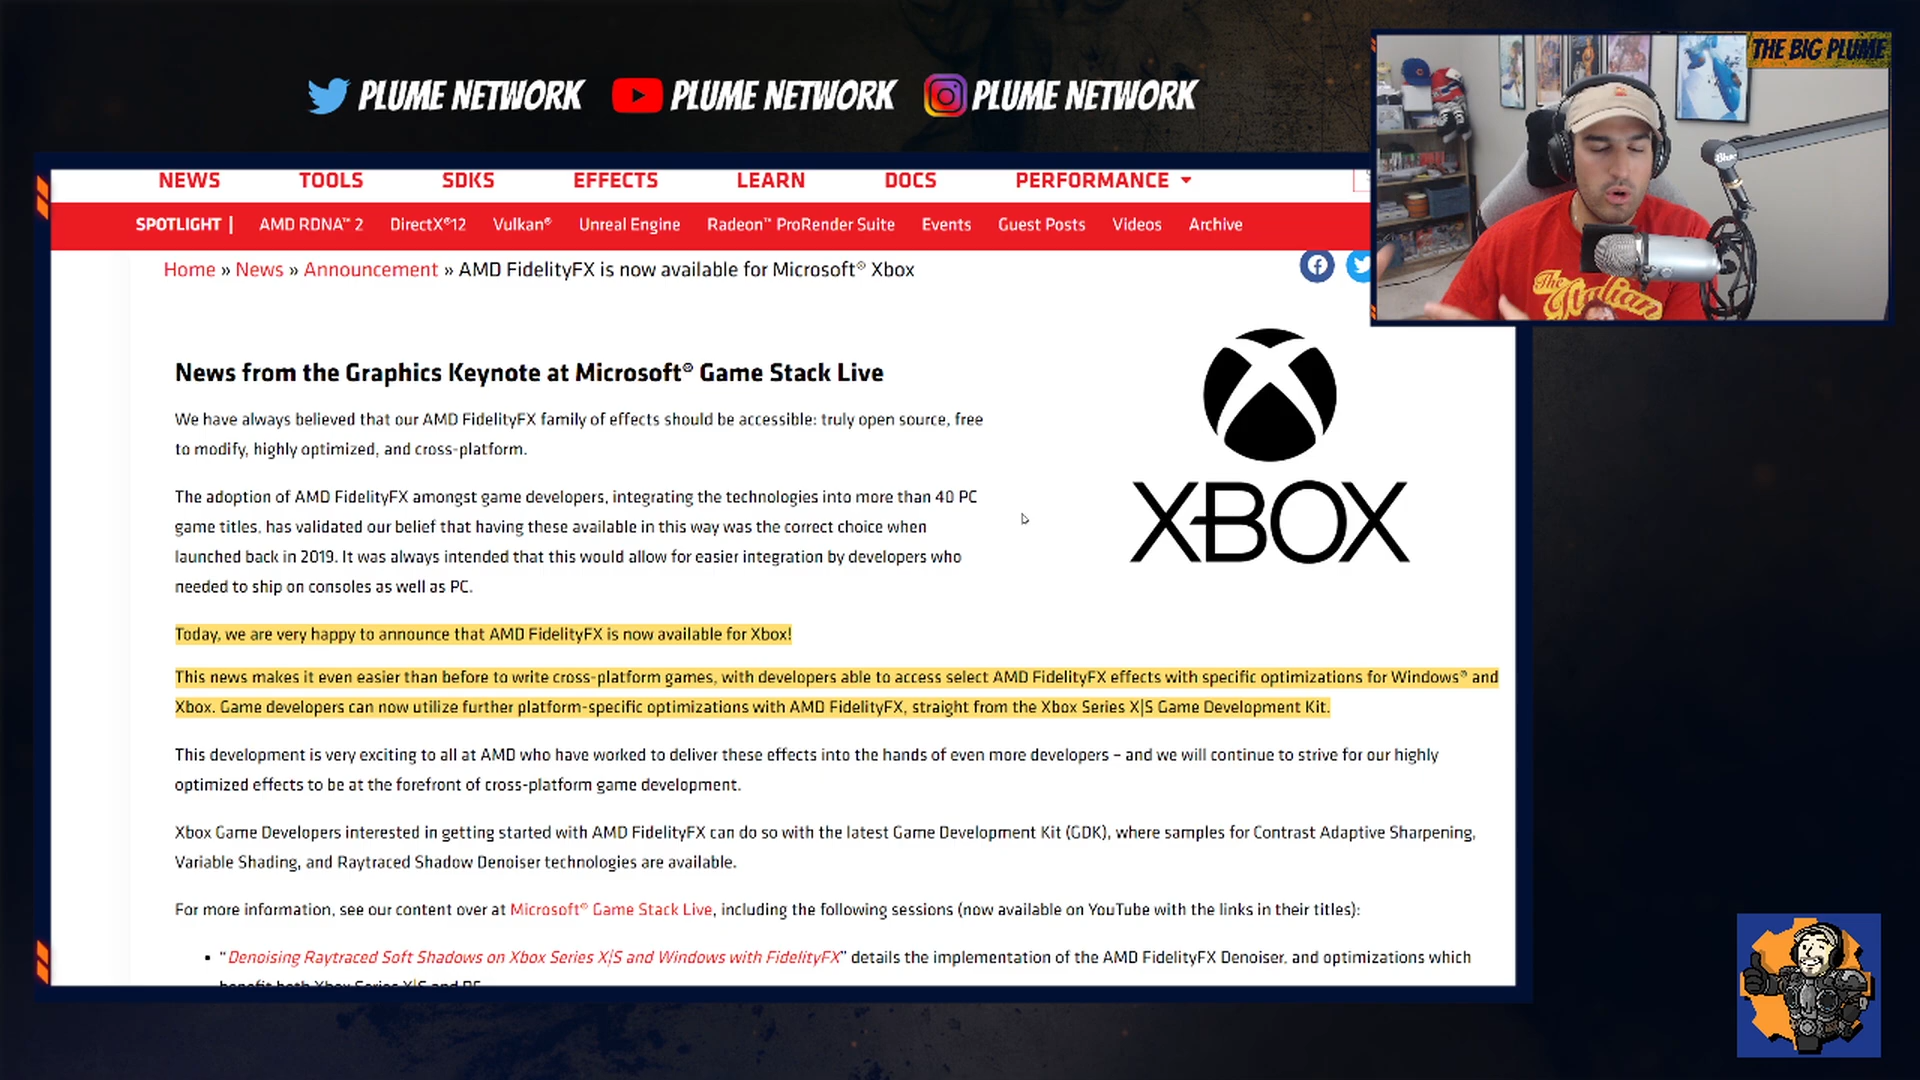 PLUME NETWORK PLUME NETWORK PLUME NETWORK
THE BIG PLUME
NEWS TOOLS SDKS EFFECTS LEARN DOCS PERFORMANCE
SPOTLIGHT | AMD RDNA™ 2 DirectX®12 Vulkan® Unreal Engine Radeon™ ProRender Suite Events Guest Posts Videos Archive
Home » News » Announcement » AMD FidelityFX is now available for Microsoft® Xbox
The Italian
Blue
News from the Graphics Keynote at Microsoft® Game Stack Live
We have always believed that our AMD FidelityFX family of effects should be accessible: truly open source, free
to modify, highly optimized, and cross-platform.
The adoption of AMD FidelityFX amongst game developers, integrating the technologies into more than 40 PC
game titles, has validated our belief that having these available in this way was the correct choice when
launched back in 2019. It was always intended that this would allow for easier integration by developers who
needed to ship on consoles as well as PC.
XBOX
Today, we are very happy to announce that AMD FidelityFX is now available for Xbox!
This news makes it even easier than before to write cross-platform games, with developers able to access select AMD FidelityFX effects with specific optimizations for Windows® and
Xbox. Game developers can now utilize further platform-specific optimizations with AMD FidelityFX, straight from the Xbox Series X|S Game Development Kit.
This development is very exciting to all at AMD who have worked to deliver these effects into the hands of even more developers – and we will continue to strive for our highly
optimized effects to be at the forefront of cross-platform game development.
Xbox Game Developers interested in getting started with AMD FidelityFX can do so with the latest Game Development Kit (GDK), where samples for Contrast Adaptive Sharpening,
Variable Shading, and Raytraced Shadow Denoiser technologies are available.
For more information, see our content over at Microsoft® Game Stack Live, including the following sessions (now available on YouTube with the links in their titles):
• “Denoising Raytraced Soft Shadows on Xbox Series X|S and Windows with FidelityFX” details the implementation of the AMD FidelityFX Denoiser, and optimizations which
benefit both Xbox Series X|S and PC.